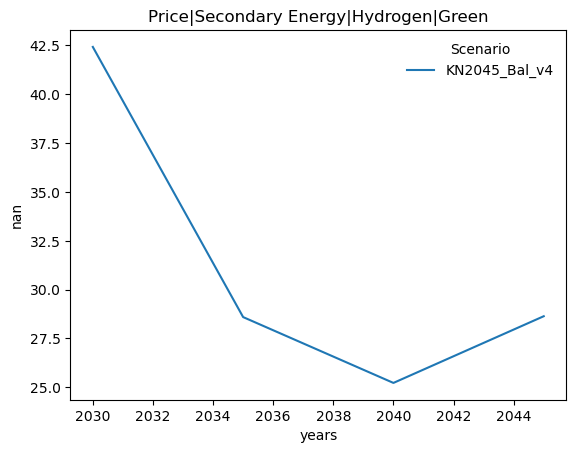 Price|Secondary Energy|Hydrogen|Green
42.5
40.0
37.5
35.0
32.5
30.0
27.5
25.0
nan
Scenario
KN2045_Bal_v4
2030 2032 2034 2036 2038 2040 2042 2044
years